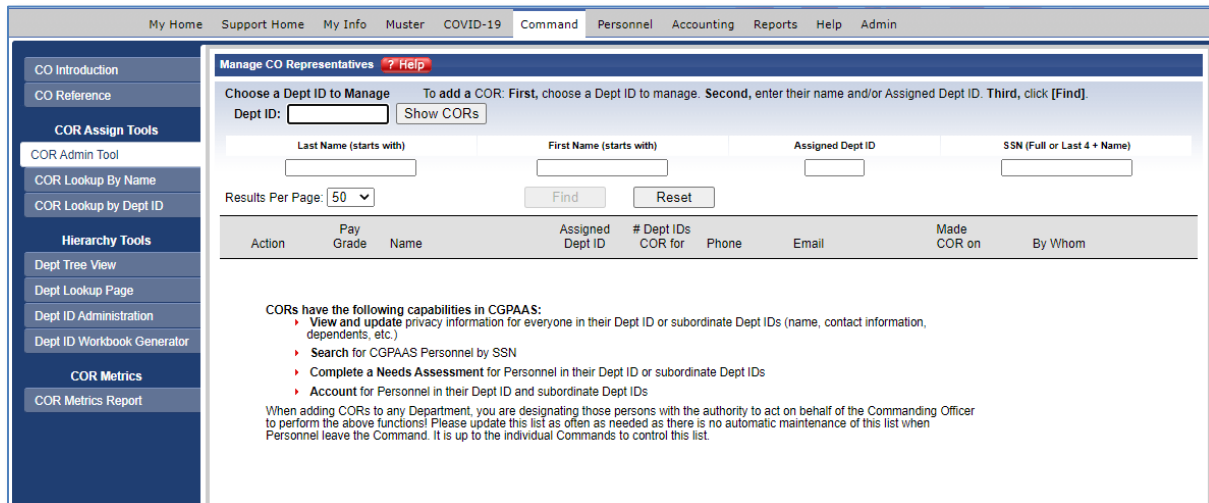 My Home Support Home My Info Muster COVID-19 Command Personnel Accounting Reports Help Admin
CO Introduction
CO Reference
COR Assign Tools
COR Admin Tool
COR Lookup By Name
COR Lookup by Dept ID
Hierarchy Tools
Dept Tree View
Dept Lookup Page
Dept ID Administration
Dept ID Workbook Generator
COR Metrics
COR Metrics Report
Manage CO Representatives ? Help
Choose a Dept ID to Manage To add a COR: First, choose a Dept ID to manage. Second, enter their name and/or Assigned Dept ID. Third, click [Find].
Dept ID: Show CORs
Last Name (starts with) First Name (starts with) Assigned Dept ID SSN (Full or Last 4 + Name)
Results Per Page: 50 Find Reset
Pay Assigned # Dept IDs Made
Action Grade Name Dept ID COR for Phone Email COR on By Whom
CORs have the following capabilities in CGPAAS:
View and update privacy information for everyone in their Dept ID or subordinate Dept IDs (name, contact information,
dependents, etc.)
Search for CGPAAS Personnel by SSN
Complete a Needs Assessment for Personnel in their Dept ID or subordinate Dept IDs
Account for Personnel in their Dept ID and subordinate Dept IDs
When adding CORs to any Department, you are designating those persons with the authority to act on behalf of the Commanding Officer
to perform the above functions! Please update this list as often as needed as there is no automatic maintenance of this list when
Personnel leave the Command. It is up to the individual Commands to control this list.